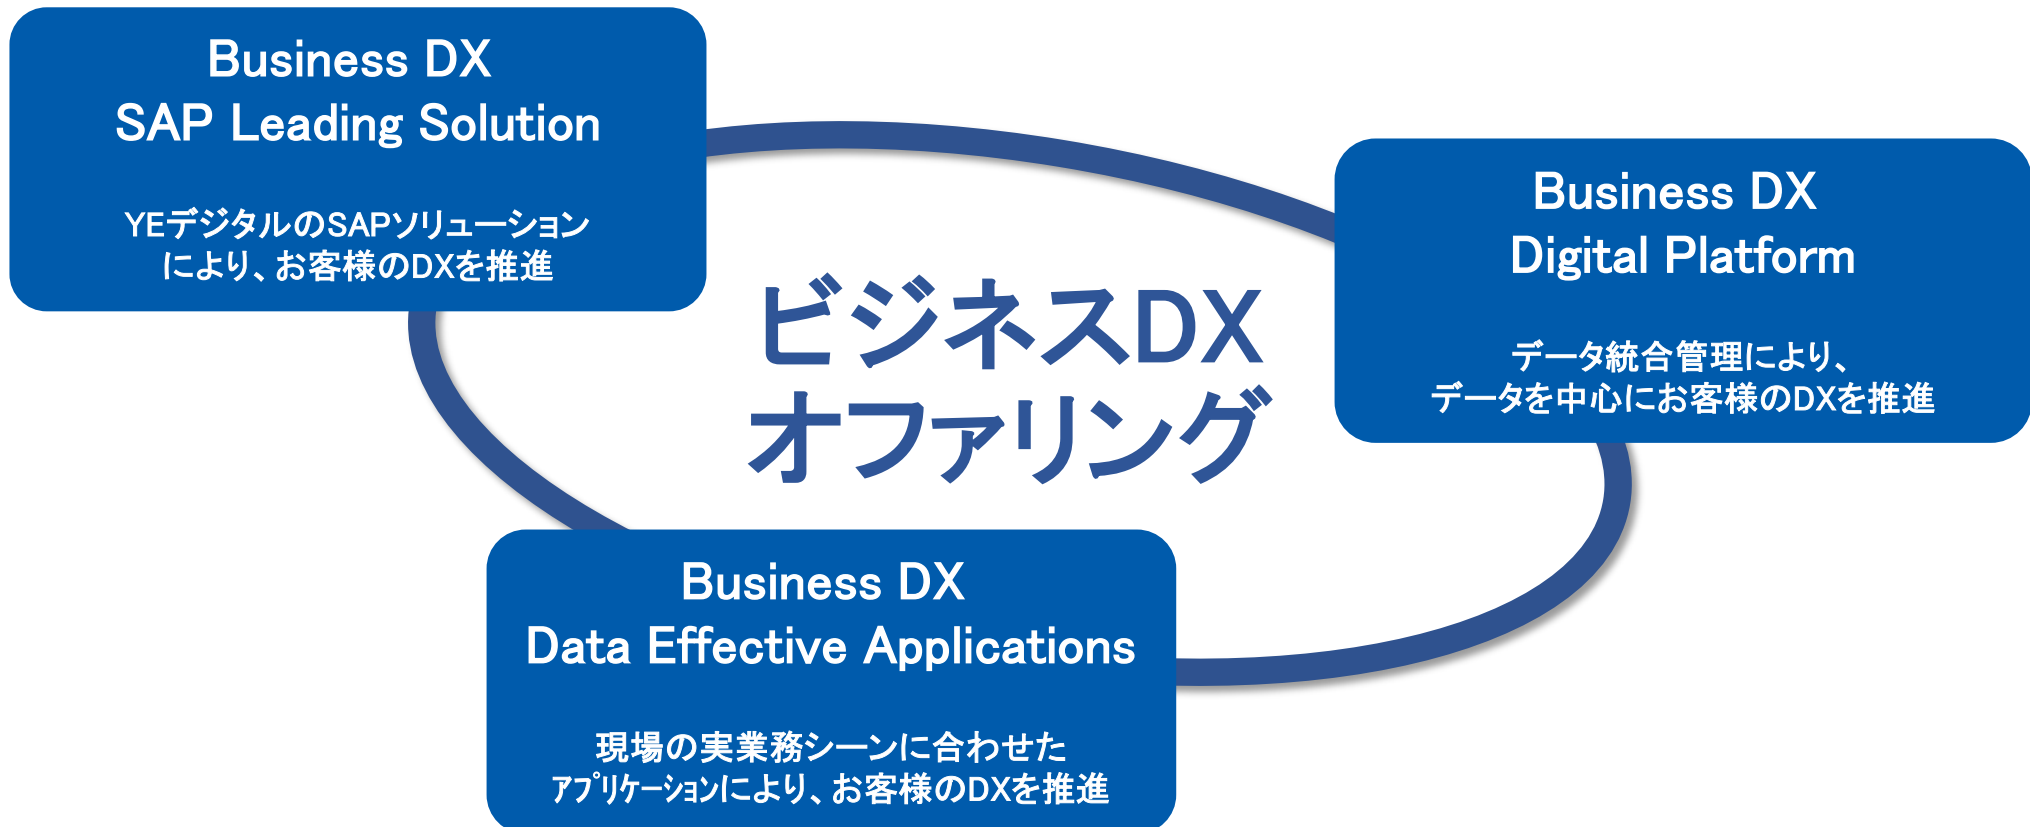 Business DX
SAP Leading Solution
YEデジタルのSAPソリューション
により、お客様のDXを推進
Business DX
Digital Platform
データ統合管理により、
データを中心にお客様のDXを推進
ビジネスDX
オファリング
Business DX
Data Effective Applications
現場の実業務シーンに合わせた
ｱﾌﾟﾘｹｰｼｮﾝにより、お客様のDXを推進